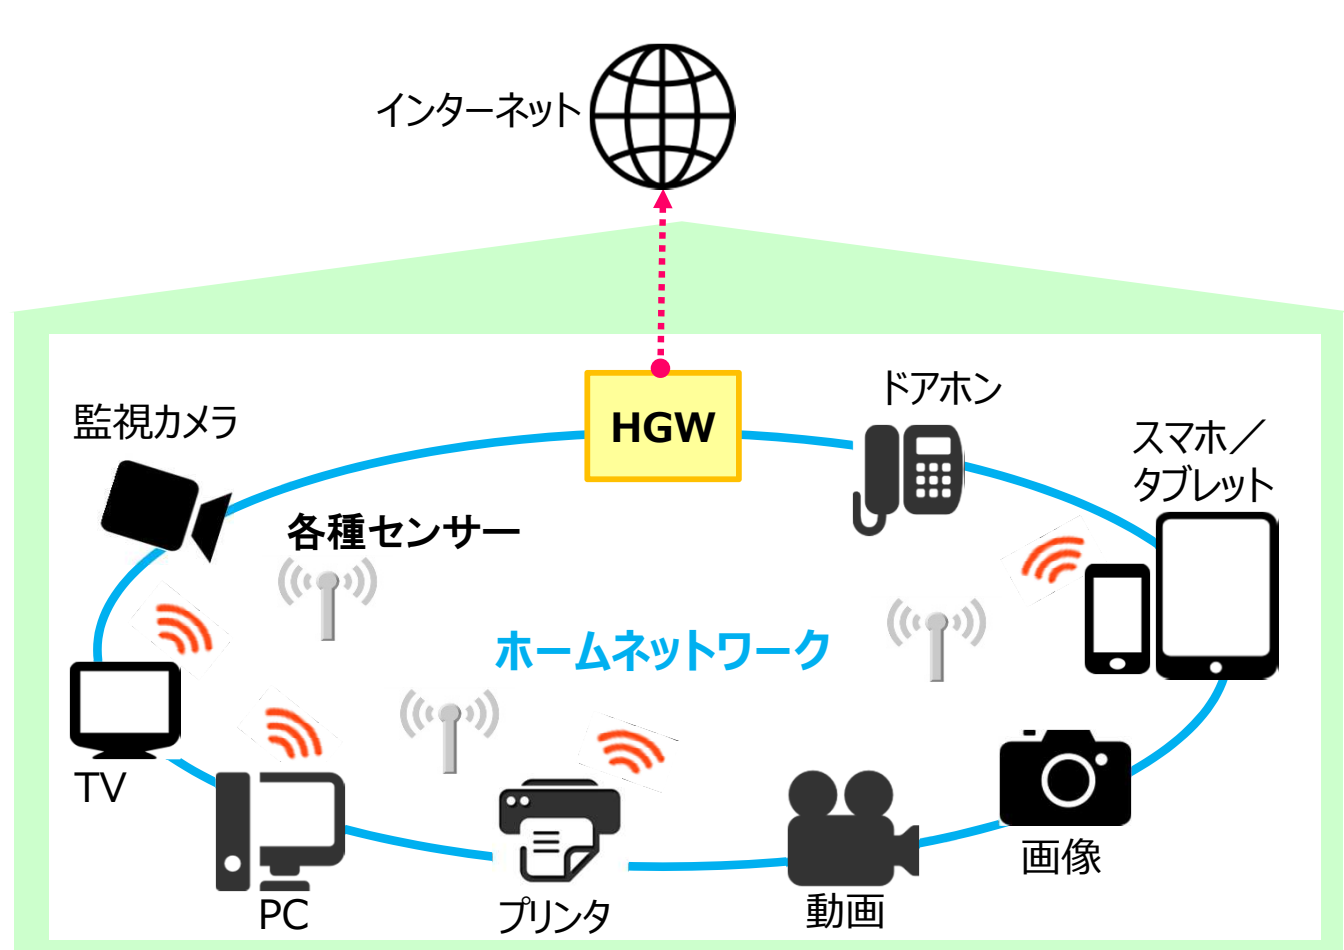 インターネット
HGW
ドアホン
監視カメラ
スマホ／
タブレット
各種センサー
ホームネットワーク
TV
PC
プリンタ
動画
画像